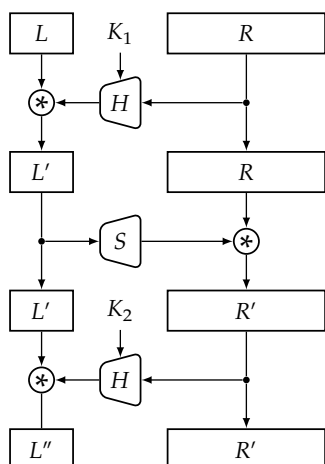 L R
K₁
* H
L′ R
S *
L′ R′
K₂
* H
L″ R′